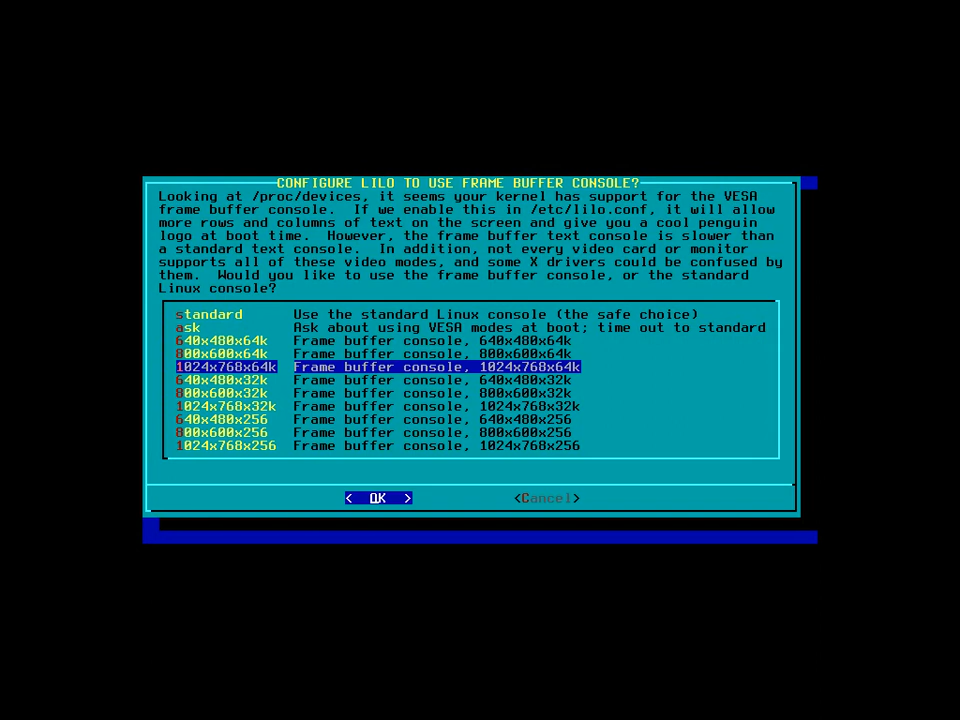 CONFIGURE LILO TO USE FRAME BUFFER CONSOLE?
Looking at /proc/devices, it seems your kernel has support for the VESA
frame buffer console.  If we enable this in /etc/lilo.conf, it will allow
more rows and columns of text on the screen and give you a cool penguin
logo at boot time.  However, the frame buffer text console is slower than
a standard text console.  In addition, not every video card or monitor
supports all of these video modes, and some X drivers could be confused by
them.  Would you like to use the frame buffer console, or the standard
Linux console?
standard Use the standard Linux console (the safe choice)
ask Ask about using VESA modes at boot; time out to standard
640x480x64k Frame buffer console, 640x480x64k
800x600x64k Frame buffer console, 800x600x64k
1024x768x64k Frame buffer console, 1024x768x64k
640x480x32k Frame buffer console, 640x480x32k
800x600x32k Frame buffer console, 800x600x32k
1024x768x32k Frame buffer console, 1024x768x32k
640x480x256 Frame buffer console, 640x480x256
800x600x256 Frame buffer console, 800x600x256
1024x768x256 Frame buffer console, 1024x768x256
< OK > <Cancel>